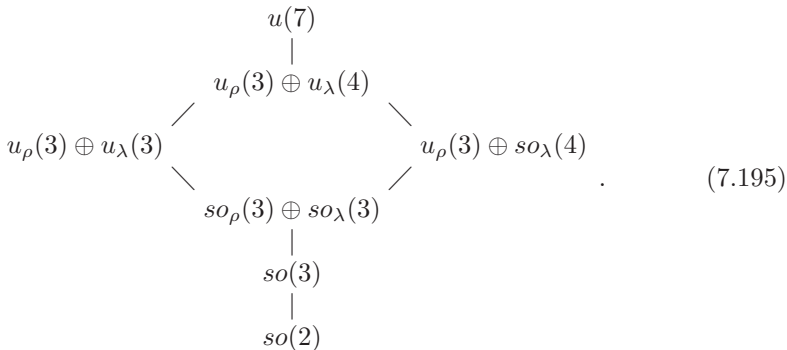 u(7)
u_ρ(3) ⊕ u_λ(4)
u_ρ(3) ⊕ u_λ(3) u_ρ(3) ⊕ so_λ(4)
. (7.195)
so_ρ(3) ⊕ so_λ(3)
so(3)
so(2)